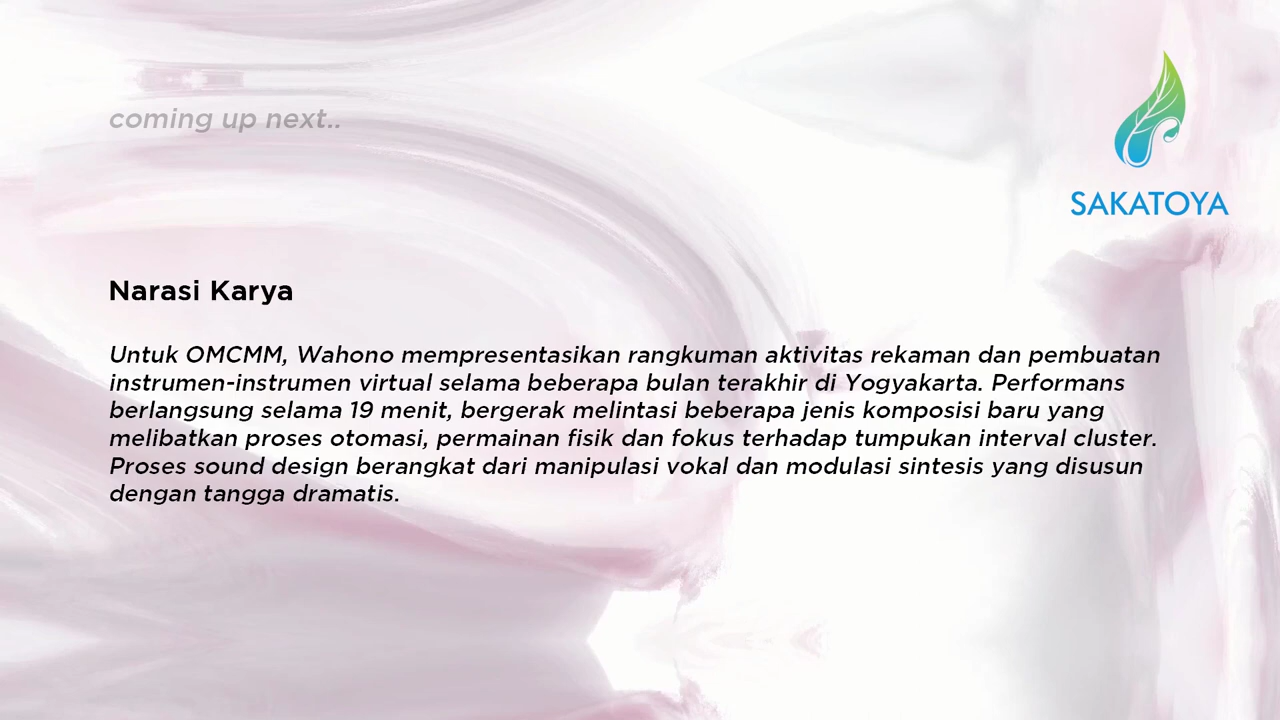 coming up next..
SAKATOYA
Narasi Karya
Untuk OMCMM, Wahono mempresentasikan rangkuman aktivitas rekaman dan pembuatan
instrumen-instrumen virtual selama beberapa bulan terakhir di Yogyakarta. Performans
berlangsung selama 19 menit, bergerak melintasi beberapa jenis komposisi baru yang
melibatkan proses otomasi, permainan fisik dan fokus terhadap tumpukan interval cluster.
Proses sound design berangkat dari manipulasi vokal dan modulasi sintesis yang disusun
dengan tangga dramatis.